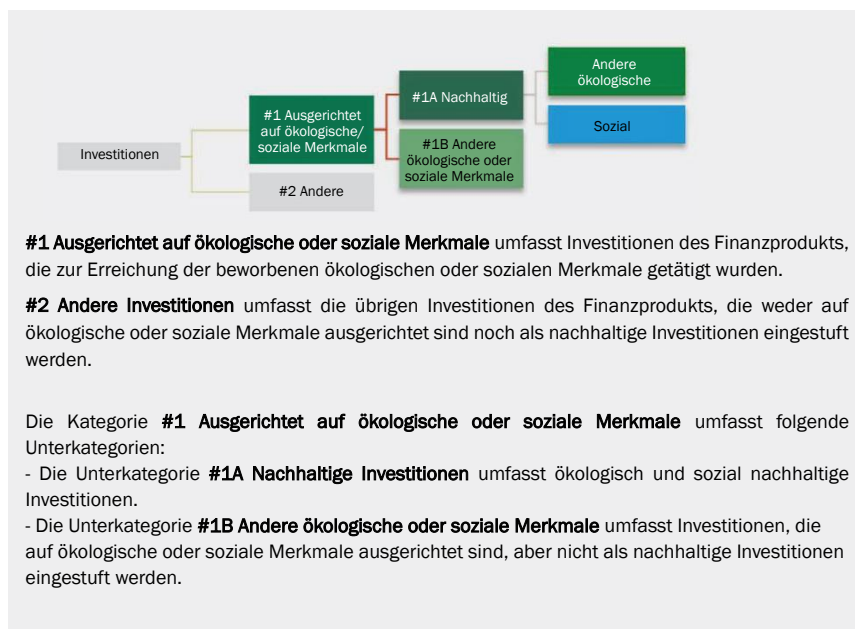 Investitionen
#1 Ausgerichtet
auf ökologische/
soziale Merkmale
#2 Andere
#1A Nachhaltig
#1B Andere
ökologische oder
soziale Merkmale
Andere
ökologische
Sozial
#1 Ausgerichtet auf ökologische oder soziale Merkmale umfasst Investitionen des Finanzprodukts,
die zur Erreichung der beworbenen ökologischen oder sozialen Merkmale getätigt wurden.
#2 Andere Investitionen umfasst die übrigen Investitionen des Finanzprodukts, die weder auf
ökologische oder soziale Merkmale ausgerichtet sind noch als nachhaltige Investitionen eingestuft
werden.
Die Kategorie #1 Ausgerichtet auf ökologische oder soziale Merkmale umfasst folgende
Unterkategorien:
- Die Unterkategorie #1A Nachhaltige Investitionen umfasst ökologisch und sozial nachhaltige
Investitionen.
- Die Unterkategorie #1B Andere ökologische oder soziale Merkmale umfasst Investitionen, die
auf ökologische oder soziale Merkmale ausgerichtet sind, aber nicht als nachhaltige Investitionen
eingestuft werden.